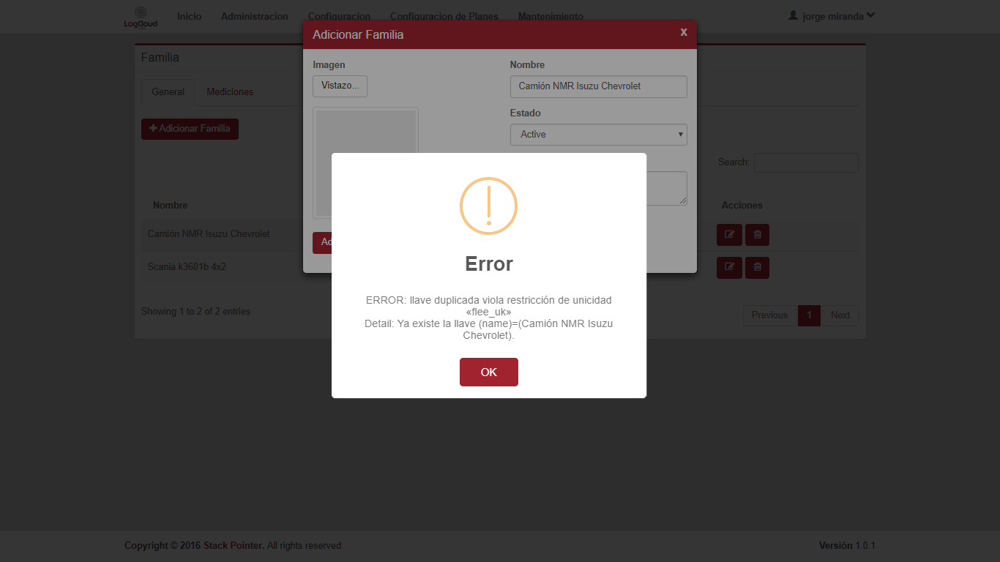 LogCloud
Inicio Administracion Configuracion Configuracion de Planes Mantenimiento jorge miranda
Adicionar Familia x
Familia
General Mediciones
Adicionar Familia
Imagen
Vistazo...
Nombre
Camión NMR Isuzu Chevrolet
Estado
Active
Search:
Nombre Acciones
Camión NMR Isuzu Chevrolet
Scania k3601b 4x2
Ad
Error
ERROR: llave duplicada viola restricción de unicidad
«flee_uk»
Detail: Ya existe la llave (name)=(Camión NMR Isuzu
Chevrolet).
OK
Showing 1 to 2 of 2 entries
Previous 1 Next
Copyright © 2016 Stack Pointer. All rights reserved.
Versión 1.0.1